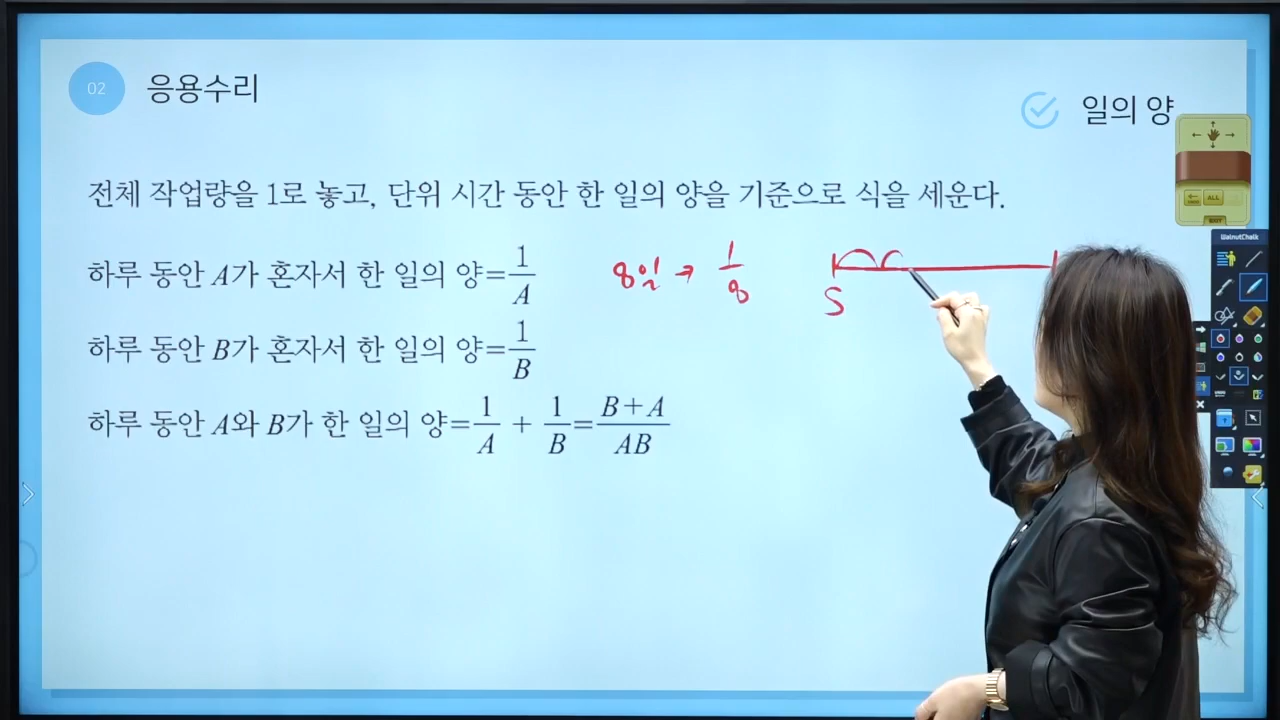 02 응용수리
일의 양
전체 작업량을 1로 놓고, 단위 시간 동안 한 일의 양을 기준으로 식을 세운다.
하루 동안 A가 혼자서 한 일의 양=1/A
8일 → 1/8
S
하루 동안 B가 혼자서 한 일의 양=1/B
하루 동안 A와 B가 한 일의 양=1/A + 1/B=B+A/AB
ALL
EXIT
WalnutChalk